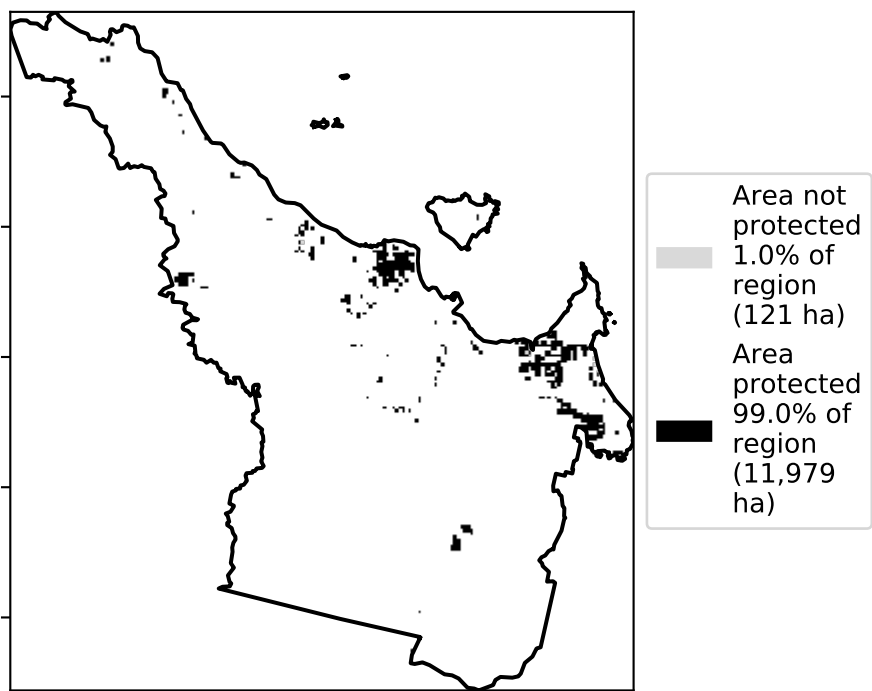 Area not
protected
1.0% of
region
(121 ha)
Area
protected
99.0% of
region
(11,979
ha)